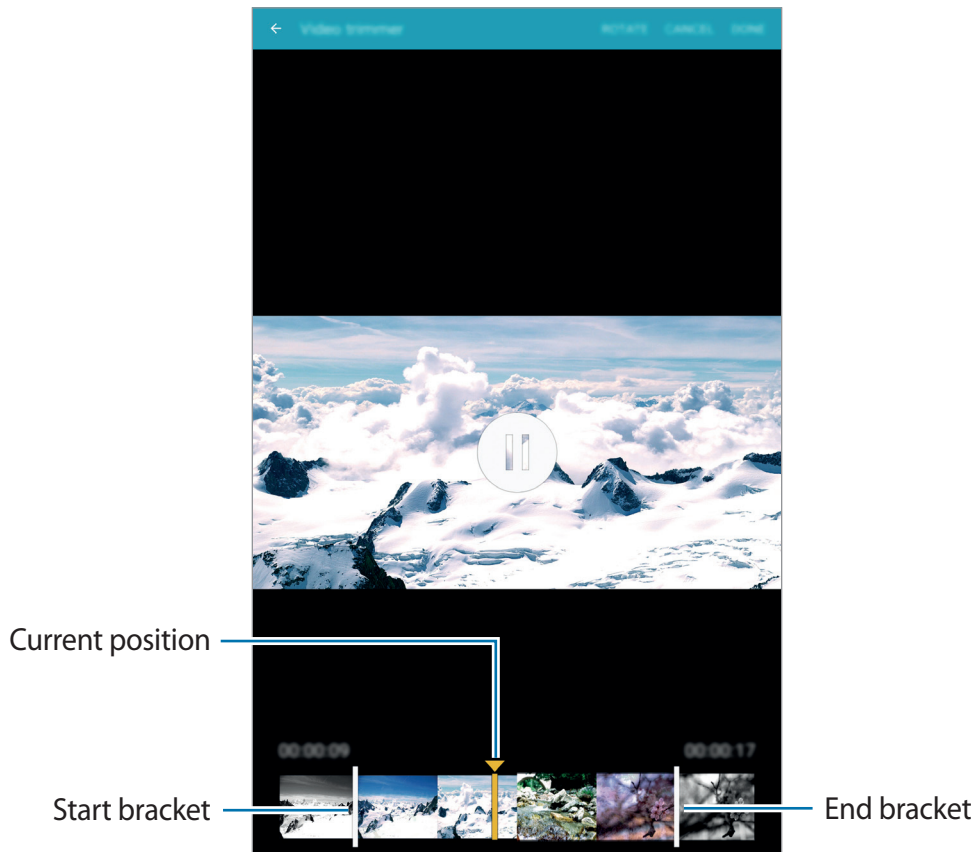 Video trimmer
ROTATE CANCEL DONE
Current position
00:00:09
00:00:17
Start bracket
End bracket